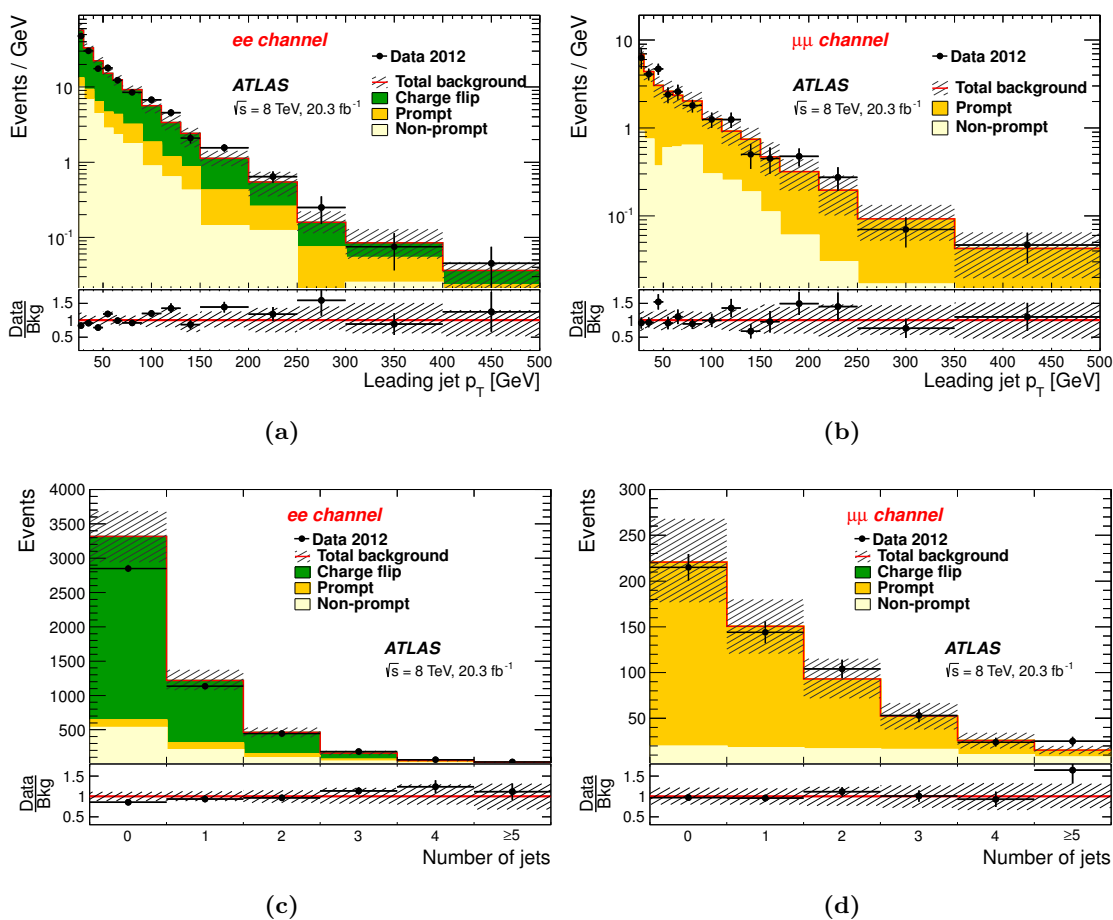 Events / GeV
10
1
10⁻¹
ee channel
ATLAS
√s = 8 TeV, 20.3 fb⁻¹
Data 2012
Total background
Charge flip
Prompt
Non-prompt
Data
Bkg
1.5
1
0.5
50 100 150 200 250 300 350 400 450 500
Leading jet p_T [GeV]
(a)
Events / GeV
10
1
10⁻¹
μμ channel
ATLAS
√s = 8 TeV, 20.3 fb⁻¹
Data 2012
Total background
Prompt
Non-prompt
Data
Bkg
1.5
1
0.5
50 100 150 200 250 300 350 400 450 500
Leading jet p_T [GeV]
(b)
Events
4000
3500
3000
2500
2000
1500
1000
500
ee channel
Data 2012
Total background
Charge flip
Prompt
Non-prompt
ATLAS
√s = 8 TeV, 20.3 fb⁻¹
Data
Bkg
1.5
1
0.5
0 1 2 3 4 ≥5
Number of jets
(c)
Events
300
250
200
150
100
50
μμ channel
Data 2012
Total background
Charge flip
Prompt
Non-prompt
ATLAS
√s = 8 TeV, 20.3 fb⁻¹
Data
Bkg
1.5
1
0.5
0 1 2 3 4 ≥5
Number of jets
(d)